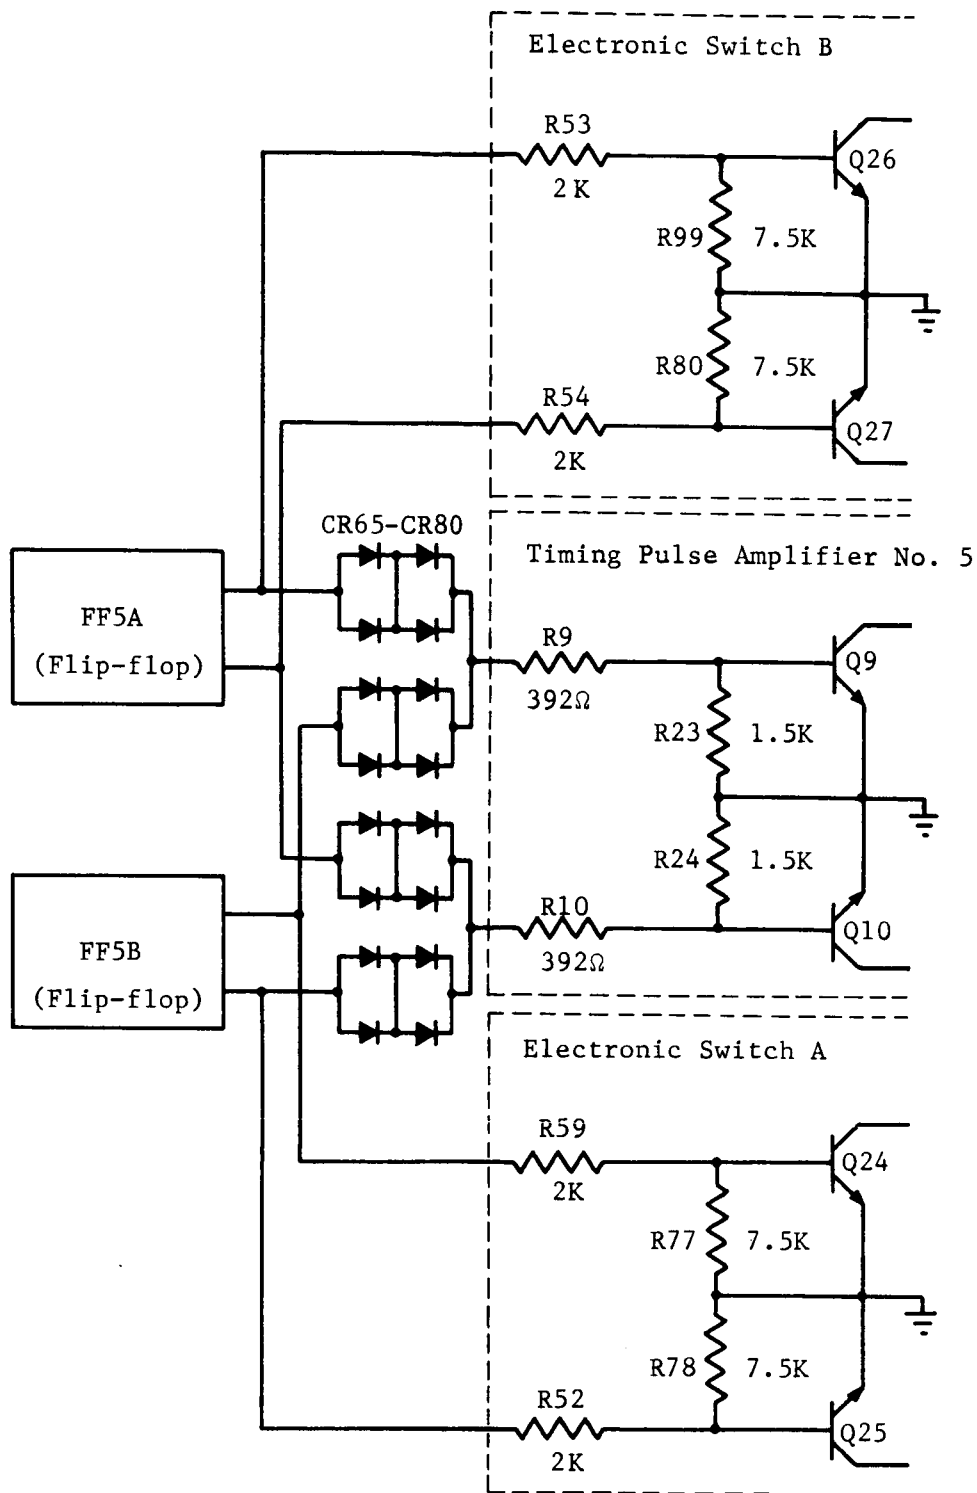 Electronic Switch B
R53
2K
Q26
R99
7.5K
R80
7.5K
R54
2K
Q27
CR65-CR80
Timing Pulse Amplifier No. 5
FF5A
(Flip-flop)
R9
392Ω
Q9
R23
1.5K
R24
1.5K
R10
392Ω
Q10
FF5B
(Flip-flop)
Electronic Switch A
R59
2K
Q24
R77
7.5K
R78
7.5K
R52
2K
Q25